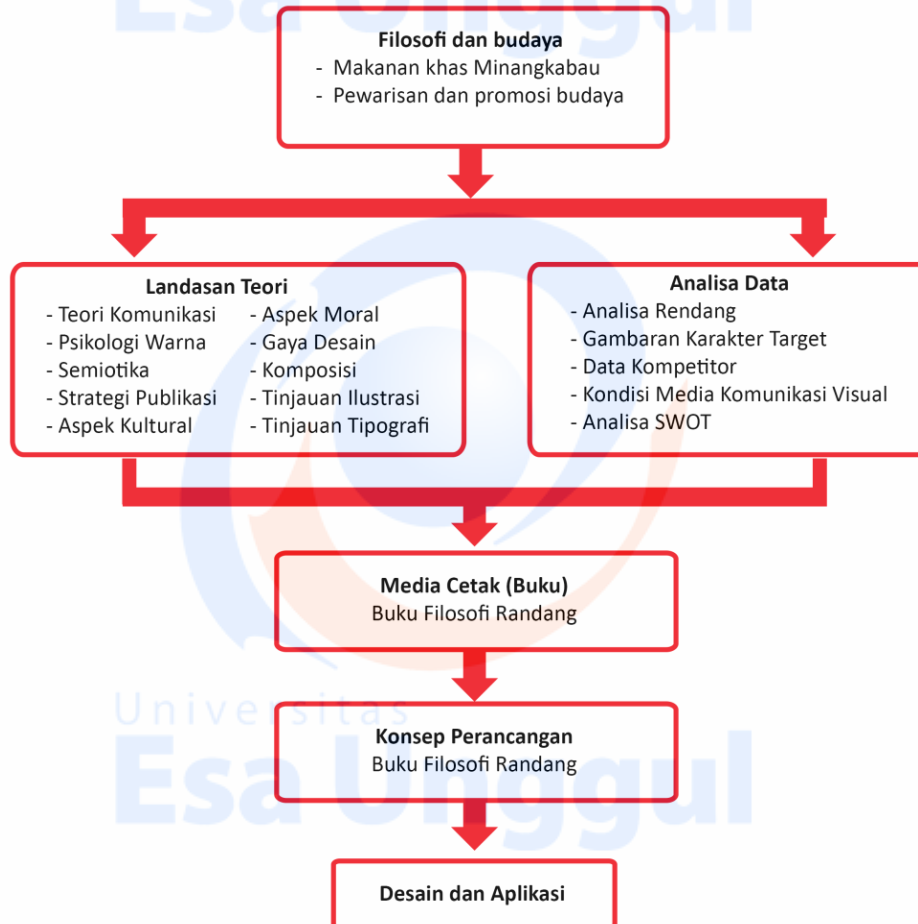 Esa Unggul
Filosofi dan budaya
- Makanan khas Minangkabau
- Pewarisan dan promosi budaya
Landasan Teori
- Teori Komunikasi
- Psikologi Warna
- Semiotika
- Strategi Publikasi
- Aspek Kultural
- Aspek Moral
- Gaya Desain
- Komposisi
- Tinjauan Ilustrasi
- Tinjauan Tipografi
Analisa Data
- Analisa Rendang
- Gambaran Karakter Target
- Data Kompetitor
- Kondisi Media Komunikasi Visual
- Analisa SWOT
Media Cetak (Buku)
Buku Filosofi Randang
Universitas
Esa Unggul
Konsep Perancangan
Buku Filosofi Randang
Desain dan Aplikasi